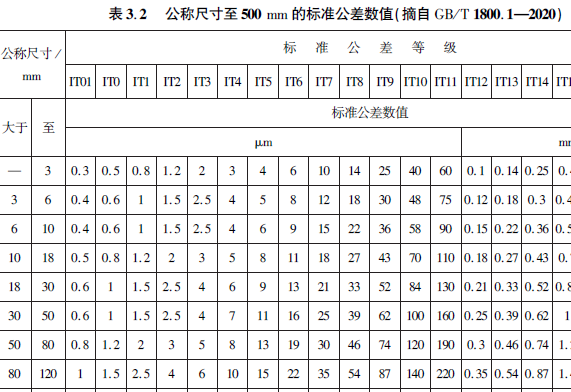 表 3. 2 公称尺寸至 500 mm 的标准公差数值(摘自 GB/T 1800. 1—2020)
公称尺寸/ mm 标准公差等级
IT01 IT0 IT1 IT2 IT3 IT4 IT5 IT6 IT7 IT8 IT9 IT10 IT11 IT12 IT13 IT14
大于 至 标准公差数值
μm
— 3 0.3 0.5 0.8 1.2 2 3 4 6 10 14 25 40 60 0.1 0.14 0.25
3 6 0.4 0.6 1 1.5 2.5 4 5 8 12 18 30 48 75 0.12 0.18 0.3
6 10 0.4 0.6 1 1.5 2.5 4 6 9 15 22 36 58 90 0.15 0.22 0.36
10 18 0.5 0.8 1.2 2 3 5 8 11 18 27 43 70 110 0.18 0.27 0.43
18 30 0.6 1 1.5 2.5 4 6 9 13 21 33 52 84 130 0.21 0.33 0.52
30 50 0.6 1 1.5 2.5 4 7 11 16 25 39 62 100 160 0.25 0.39 0.62
50 80 0.8 1.2 2 3 5 8 13 19 30 46 74 120 190 0.3 0.46 0.74
80 120 1 1.5 2.5 4 6 10 15 22 35 54 87 140 220 0.35 0.54 0.87